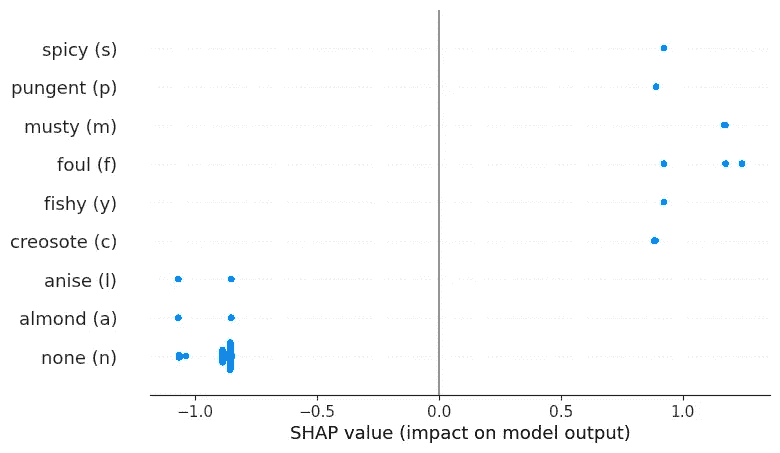 spicy (s)
pungent (p)
musty (m)
foul (f)
fishy (y)
creosote (c)
anise (l)
almond (a)
none (n)
−1.0 −0.5 0.0 0.5 1.0
SHAP value (impact on model output)